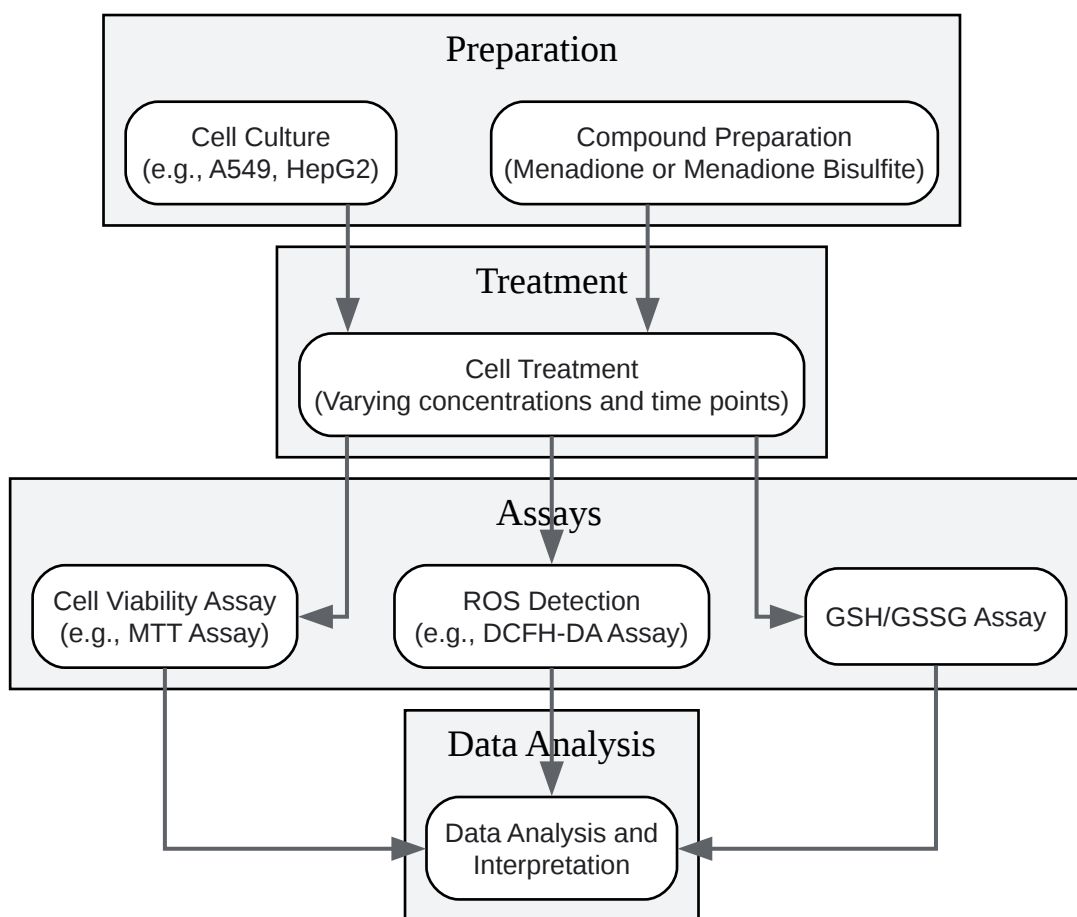 Preparation
Cell Culture
(e.g., A549, HepG2)
Compound Preparation
(Menadione or Menadione Bisulfite)
Treatment
Cell Treatment
(Varying concentrations and time points)
Assays
Cell Viability Assay
(e.g., MTT Assay)
ROS Detection
(e.g., DCFH-DA Assay)
GSH/GSSG Assay
Data Analysis
Data Analysis and
Interpretation